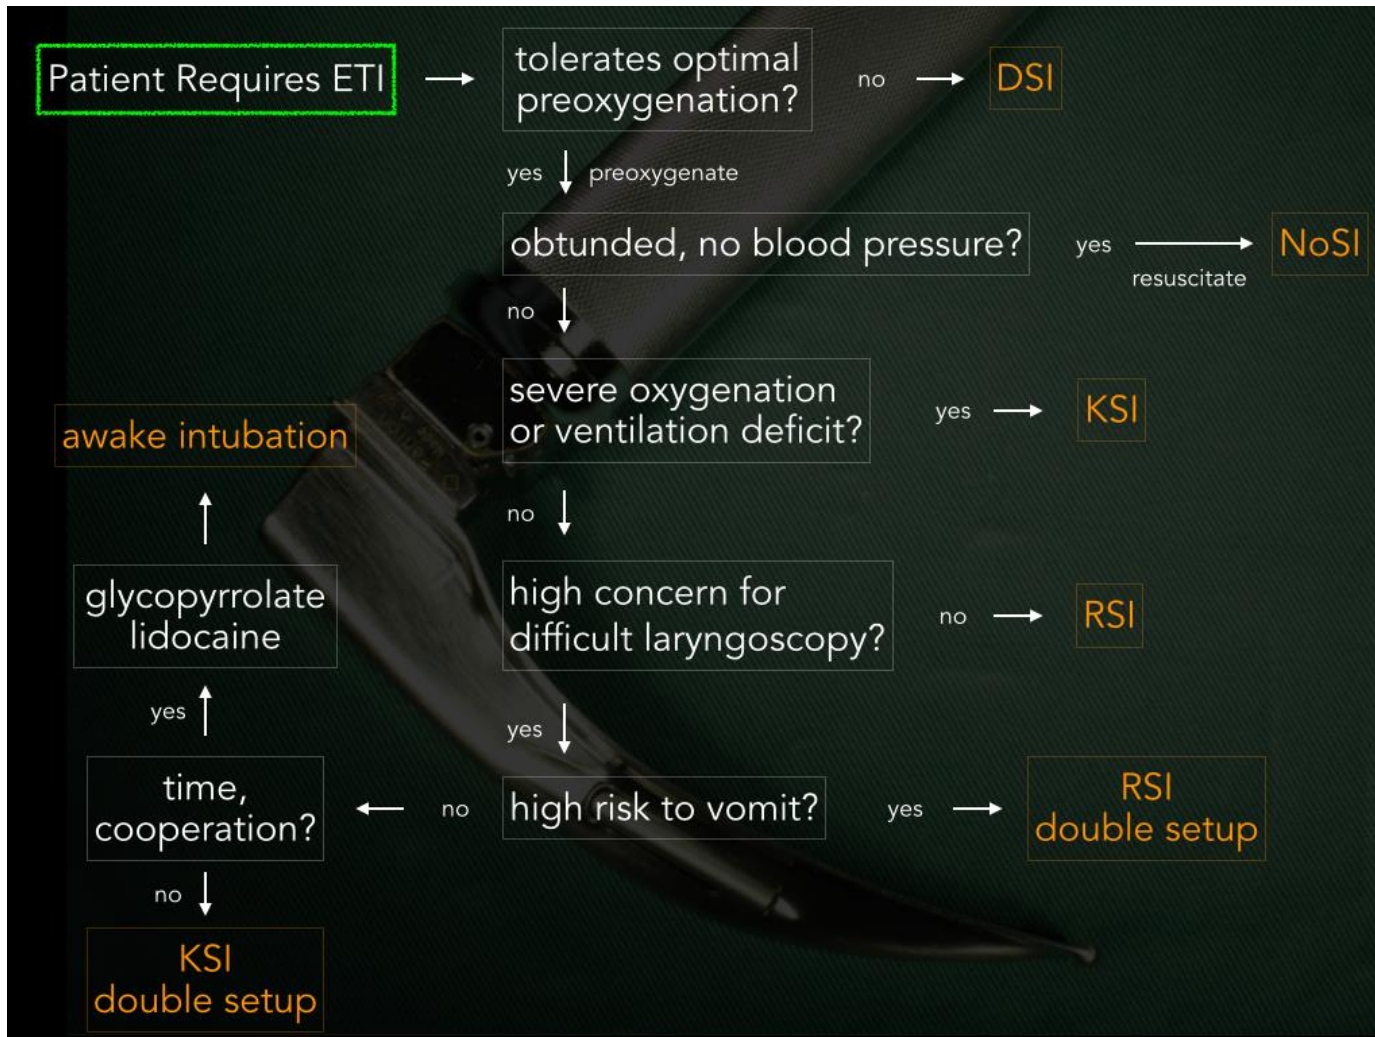 Patient Requires ETI
tolerates optimal
preoxygenation?
no
DSI
yes
preoxygenate
obtunded, no blood pressure?
yes
resuscitate
NoSI
no
severe oxygenation
or ventilation deficit?
yes
KSI
no
high concern for
difficult laryngoscopy?
no
RSI
yes
high risk to vomit?
yes
RSI
double setup
no
time,
cooperation?
yes
glycopyrrolate
lidocaine
awake intubation
no
KSI
double setup